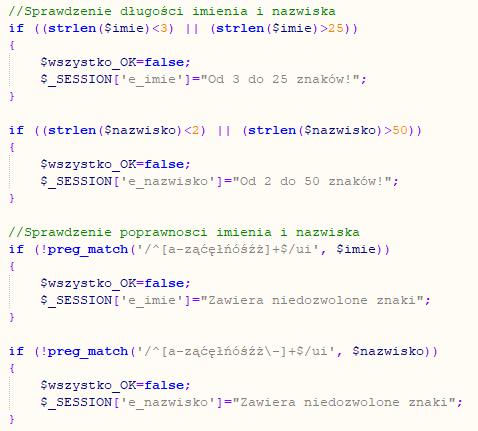 //Sprawdzenie długości imienia i nazwiska
if ((strlen($imie)<3) || (strlen($imie)>25))
{
$wszystko_OK=false;
$_SESSION['e_imie']="Od 3 do 25 znaków!";
}
if ((strlen($nazwisko)<2) || (strlen($nazwisko)>50))
{
$wszystko_OK=false;
$_SESSION['e_nazwisko']="Od 2 do 50 znaków!";
}
//Sprawdzenie poprawnosci imienia i nazwiska
if (!preg_match('/^[a-ząćęłńóśźż]+$/ui', $imie))
{
$wszystko_OK=false;
$_SESSION['e_imie']="Zawiera niedozwolone znaki";
}
if (!preg_match('/^[a-ząćęłńóśźż\-]+$/ui', $nazwisko))
{
$wszystko_OK=false;
$_SESSION['e_nazwisko']="Zawiera niedozwolone znaki";
}